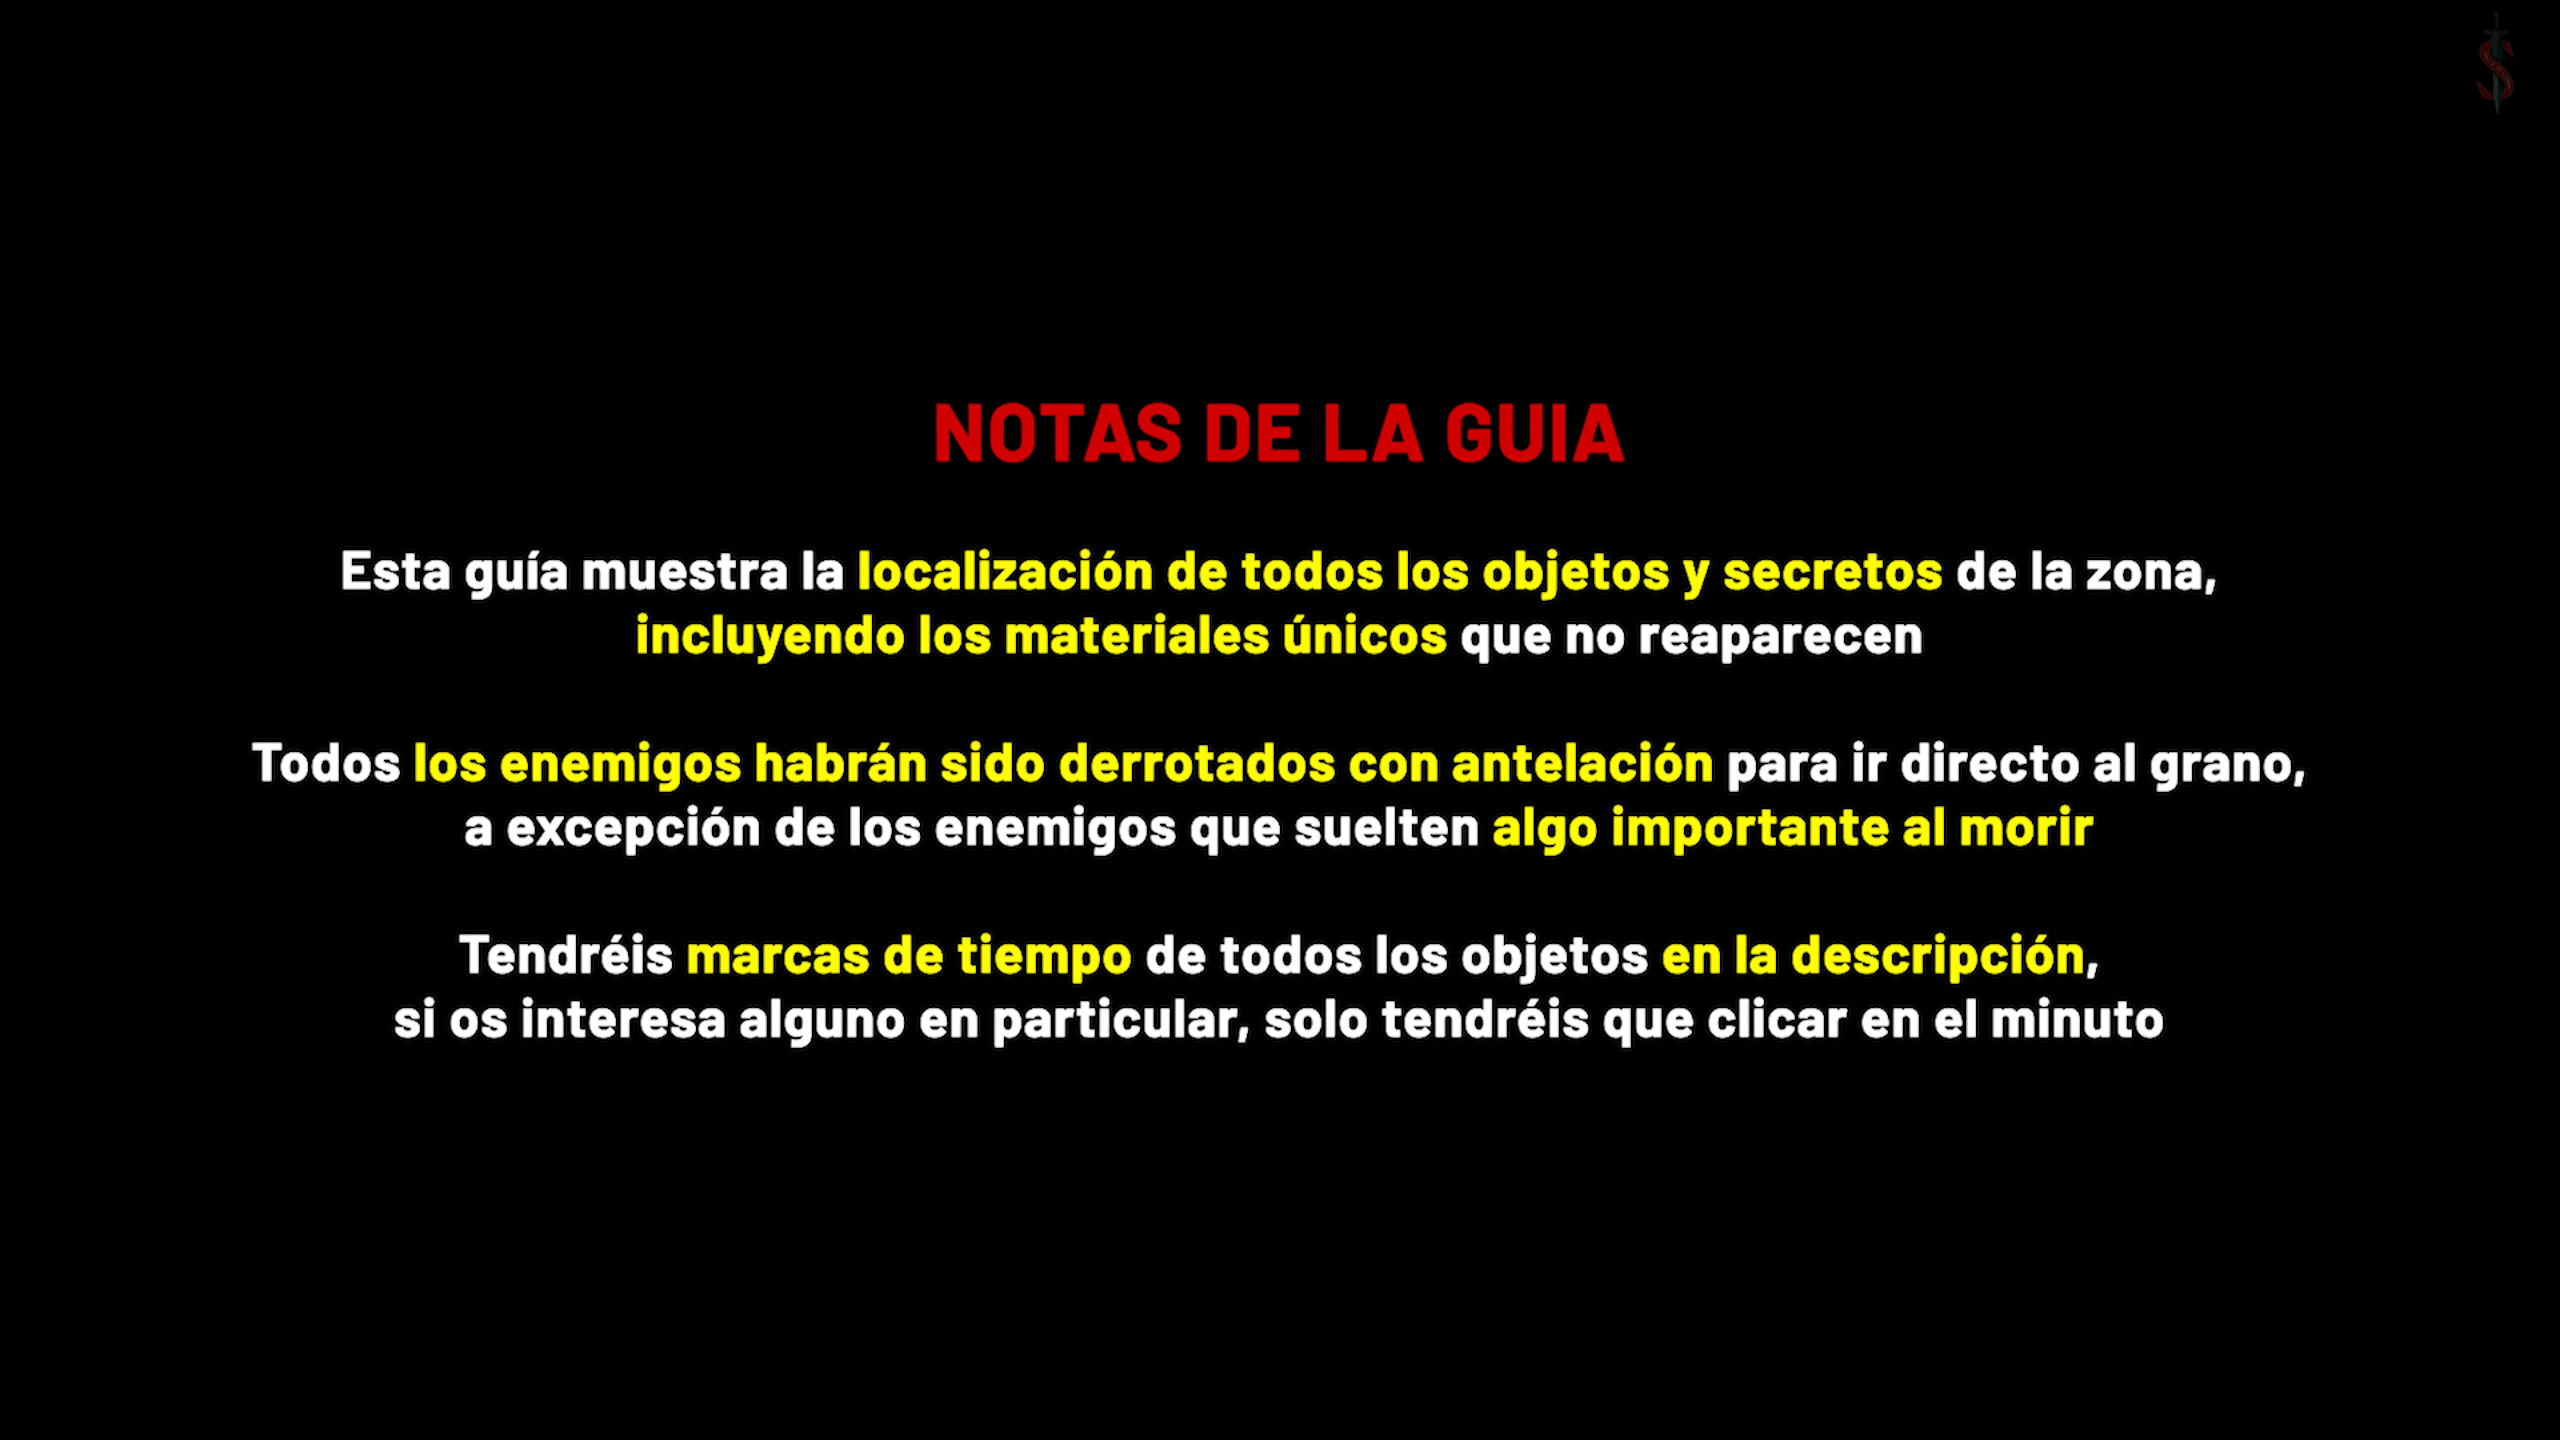 NOTAS DE LA GUIA
Esta guía muestra la localización de todos los objetos y secretos de la zona,
incluyendo los materiales únicos que no reaparecen
Todos los enemigos habrán sido derrotados con antelación para ir directo al grano,
a excepción de los enemigos que suelten algo importante al morir
Tendréis marcas de tiempo de todos los objetos en la descripción,
si os interesa alguno en particular, solo tendréis que clicar en el minuto